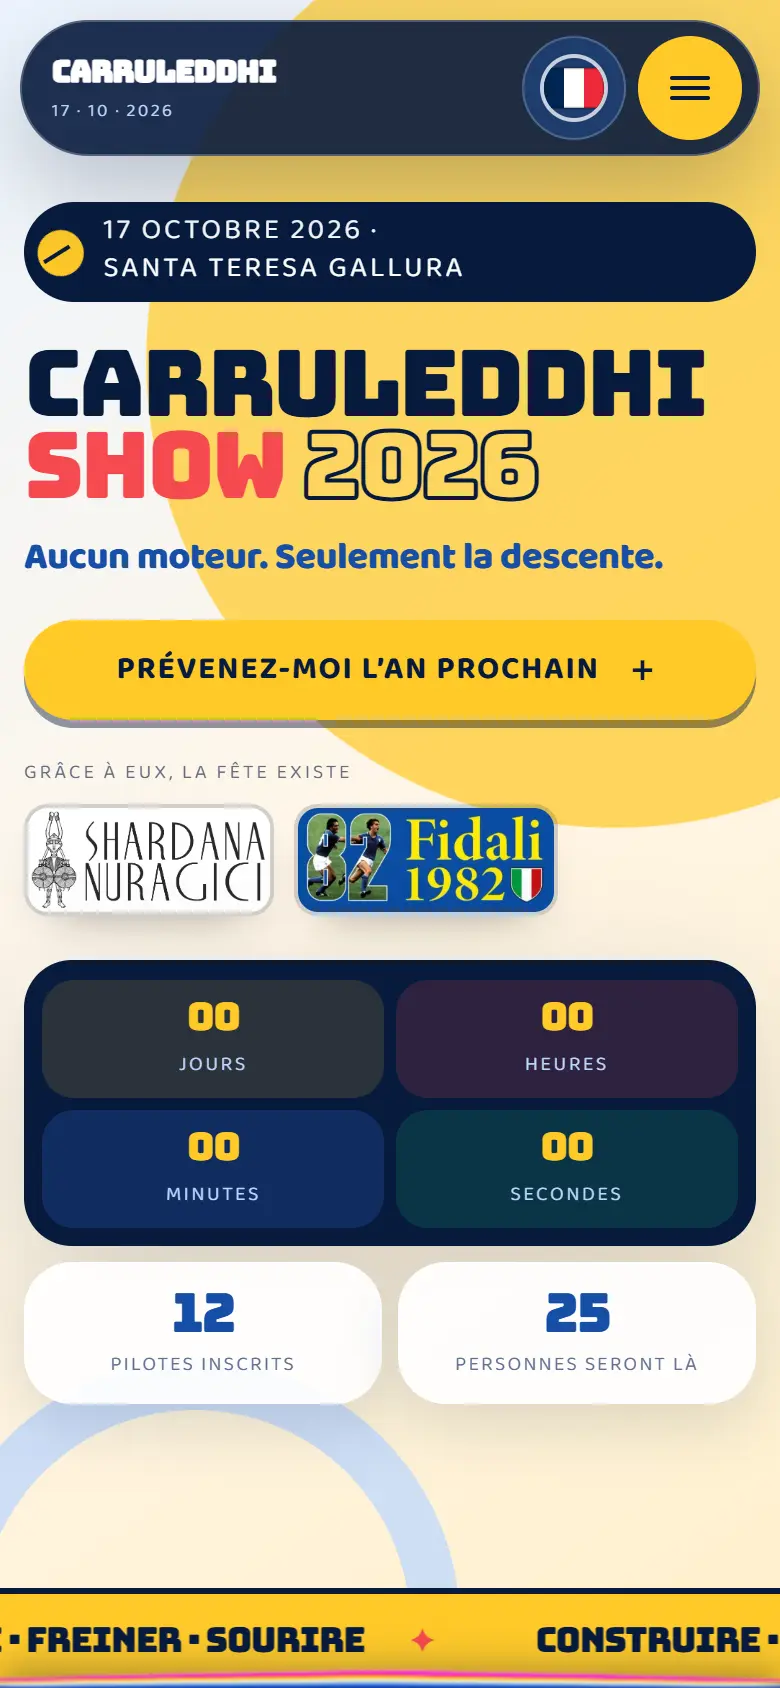 CARRULEDDHI
17 · 10 · 2026
17 OCTOBRE 2026 ·
SANTA TERESA GALLURA
CARRULEDDHI
SHOW 2026
Aucun moteur. Seulement la descente.
PRÉVENEZ-MOI L’AN PROCHAIN +
GRÂCE À EUX, LA FÊTE EXISTE
SHARDANA
NURAGICI
82 Fidali
1982
00
JOURS
00
HEURES
00
MINUTES
00
SECONDES
12
PILOTES INSCRITS
25
PERSONNES SERONT LÀ
· FREINER · SOURIRE ✦ CONSTRUIRE ·